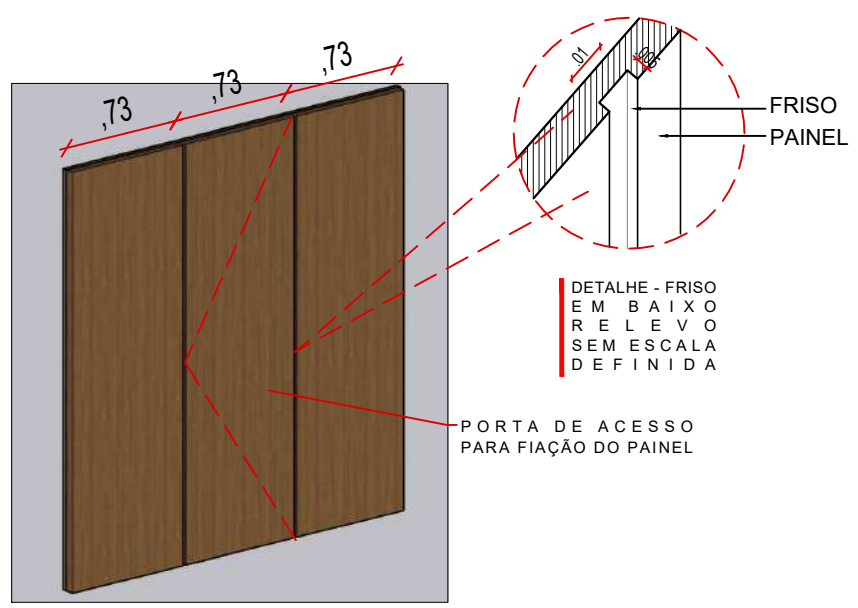 ,73
,73
,73
.01
FRISO
PAINEL
DETALHE - FRISO
EM BAIXO
RELEVO
SEM ESCALA
DEFINIDA
PORTA DE ACESSO
PARA FIAÇÃO DO PAINEL